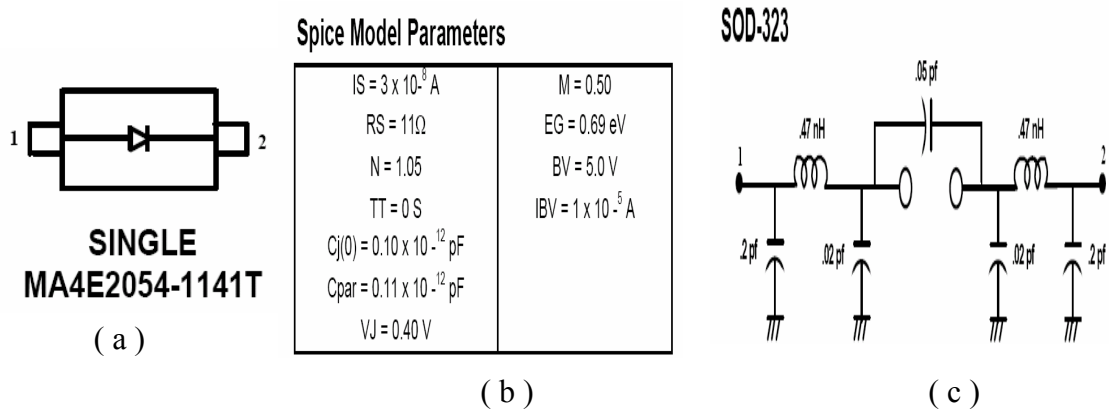 1
2
SINGLE
MA4E2054-1141T
( a )
Spice Model Parameters
IS = 3 x 10-⁸ A
RS = 11Ω
N = 1.05
TT = 0 S
Cj(0) = 0.10 x 10-¹² pF
Cpar = 0.11 x 10-¹² pF
VJ = 0.40 V
M = 0.50
EG = 0.69 eV
BV = 5.0 V
IBV = 1 x 10-⁵ A
( b )
SOD-323
.05 pf
.47 nH
.47 nH
1
2
.2 pf
.02 pf
.02 pf
.2 pf
( c )